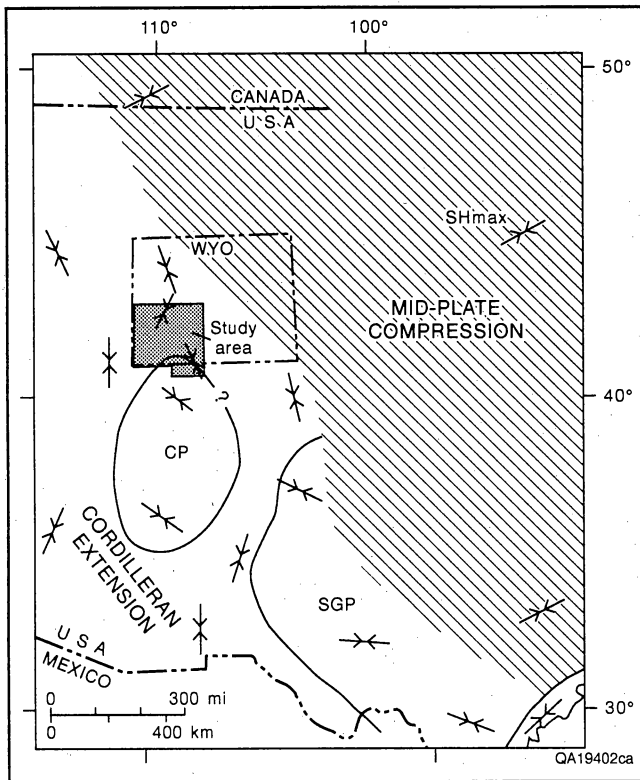 110°
100°
50°
CANADA
U S A
SHmax
WYO
MID-PLATE
COMPRESSION
Study
area
40°
?
CP
CORDILLERAN
EXTENSION
SGP
U S A
MEXICO
0 300 mi
0 400 km
30°
QA19402ca